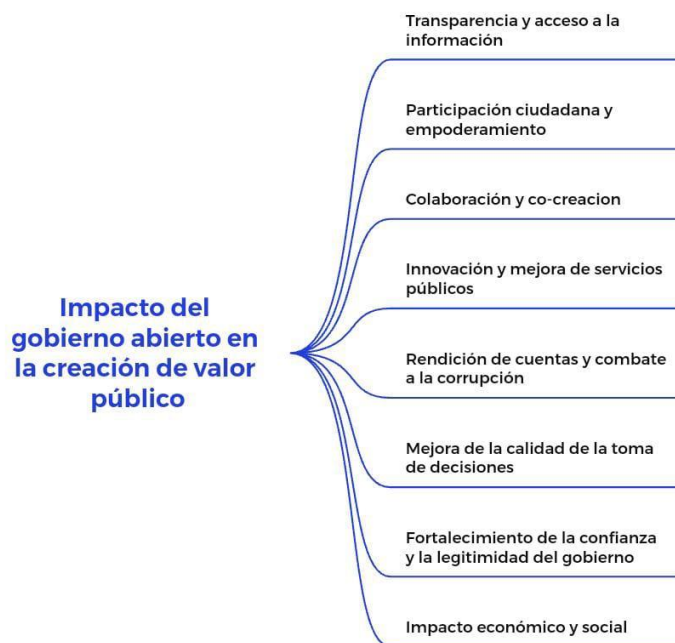 Transparencia y acceso a la
información
Participación ciudadana y
empoderamiento
Colaboración y co-creacion
Innovación y mejora de servicios
públicos
Impacto del
gobierno abierto en
la creación de valor
público
Rendición de cuentas y combate
a la corrupción
Mejora de la calidad de la toma
de decisiones
Fortalecimiento de la confianza
y la legitimidad del gobierno
Impacto económico y social